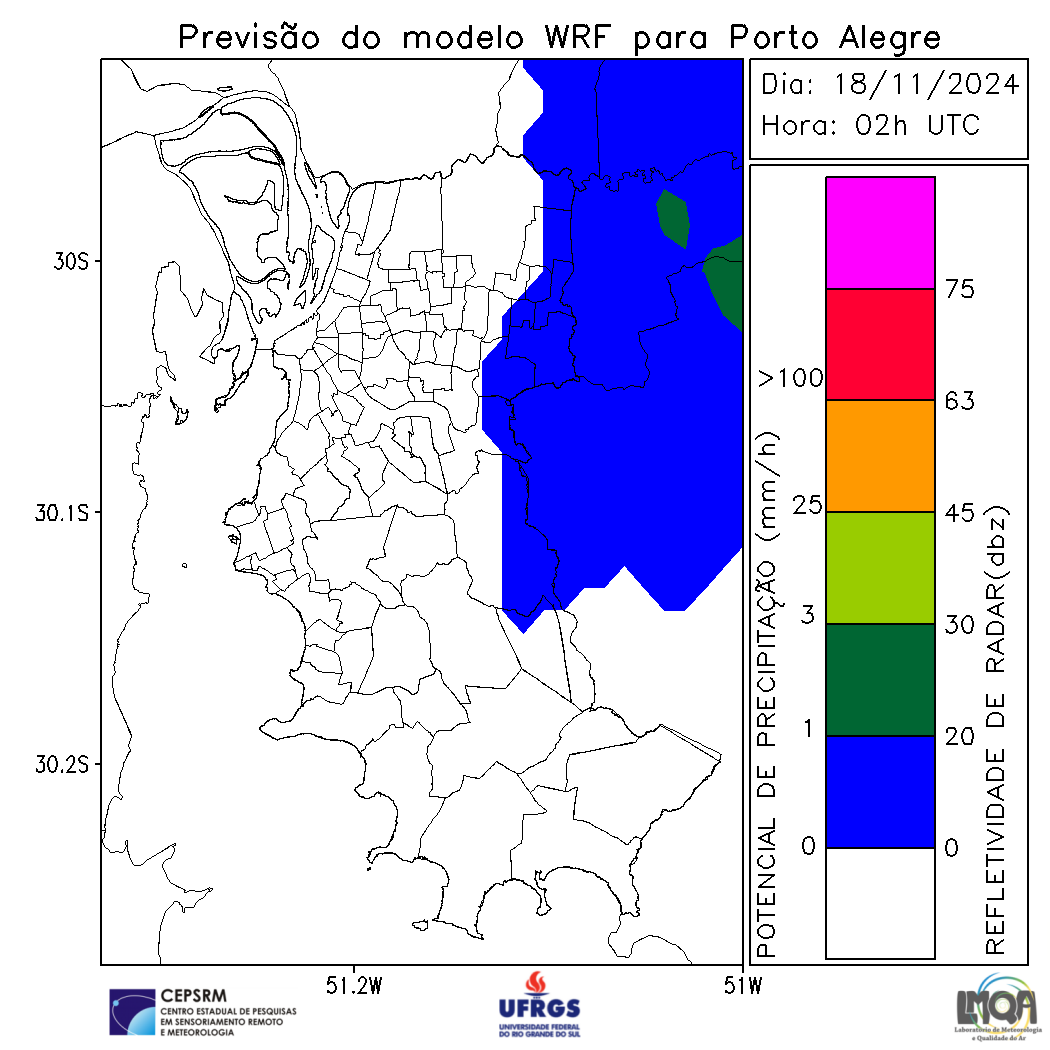 Previsão do modelo WRF para Porto Alegre
Dia: 18/11/2024
Hora: 02h UTC
30S
30.1S
30.2S
51.2W
51W
POTENCIAL DE PRECIPITAÇÃO (mm/h)
>100
25
3
1
0
75
63
45
30
20
0
REFLETIVIDADE DE RADAR(dbz)
CEPSRM
CENTRO ESTADUAL DE PESQUISAS
EM SENSORIAMENTO REMOTO
E METEOROLOGIA
UFRGS
UNIVERSIDADE FEDERAL
DO RIO GRANDE DO SUL
LMQA
Laboratório de Meteorologia
e Qualidade do Ar